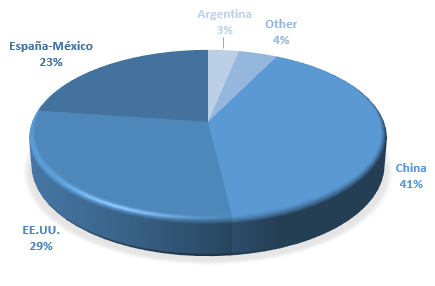 Argentina
3%
Other
4%
España-México
23%
China
41%
EE.UU.
29%